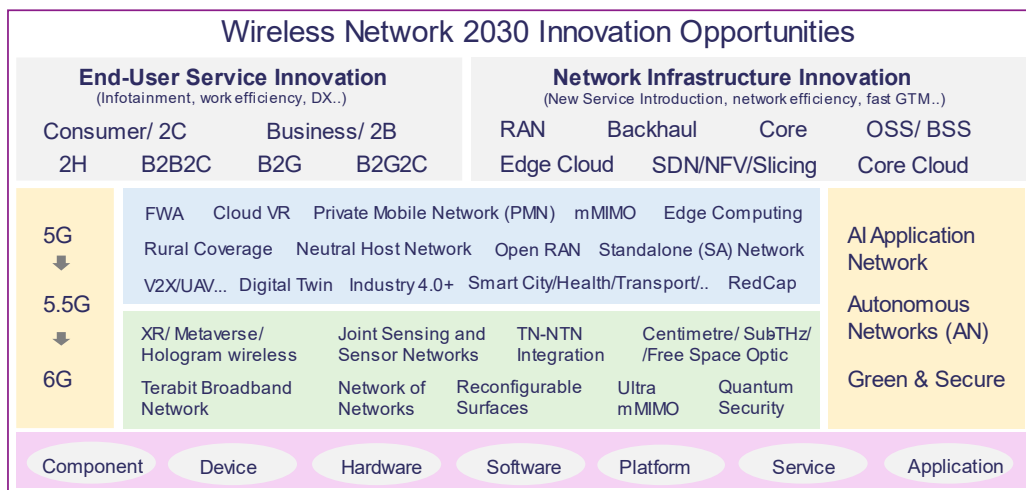 Wireless Network 2030 Innovation Opportunities
End-User Service Innovation
(Infotainment, work efficiency, DX..)
Consumer/ 2C Business/ 2B
2H B2B2C B2G B2G2C
Network Infrastructure Innovation
(New Service Introduction, network efficiency, fast GTM..)
RAN Backhaul Core OSS/ BSS
Edge Cloud SDN/NFV/Slicing Core Cloud
5G
5.5G
6G
FWA Cloud VR Private Mobile Network (PMN) mMIMO Edge Computing
Rural Coverage Neutral Host Network Open RAN Standalone (SA) Network
V2X/UAV... Digital Twin Industry 4.0+ Smart City/Health/Transport/.. RedCap
XR/ Metaverse/
Hologram wireless
Joint Sensing and
Sensor Networks
TN-NTN
Integration
Centimetre/ SubTHz/
/Free Space Optic
Terabit Broadband
Network
Network of
Networks
Reconfigurable
Surfaces
Ultra
mMIMO
Quantum
Security
AI Application
Network
Autonomous
Networks (AN)
Green & Secure
Component Device Hardware Software Platform Service Application